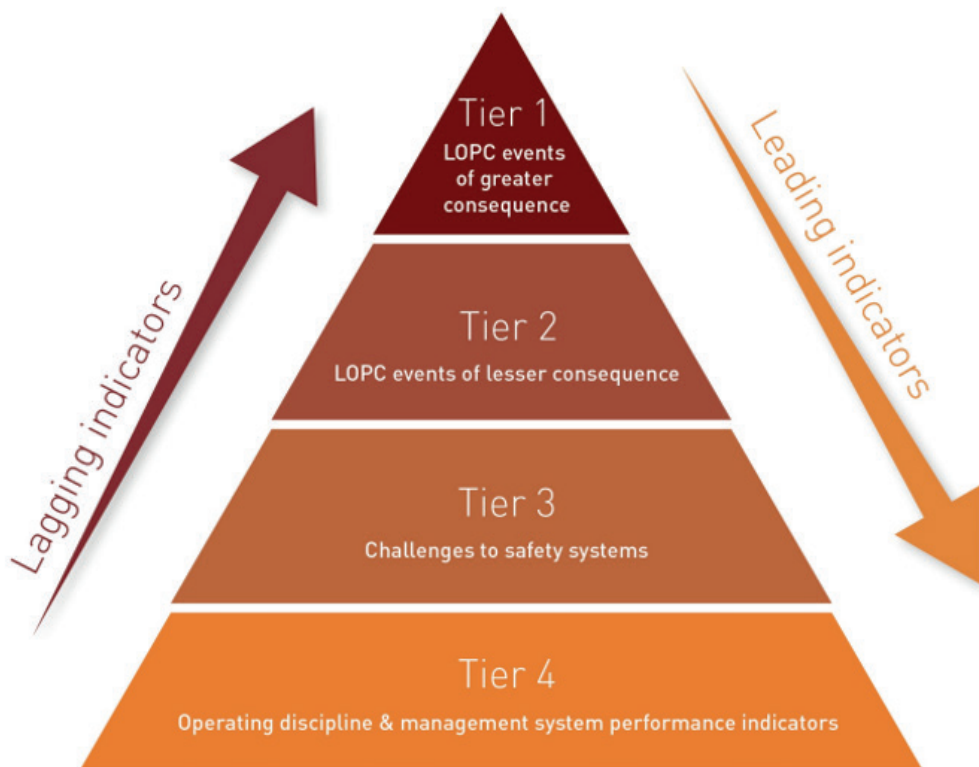 Tier 1
LOPC events
of greater
consequence
Tier 2
LOPC events of lesser consequence
Tier 3
Challenges to safety systems
Tier 4
Operating discipline & management system performance indicators
Lagging indicators
Leading indicators